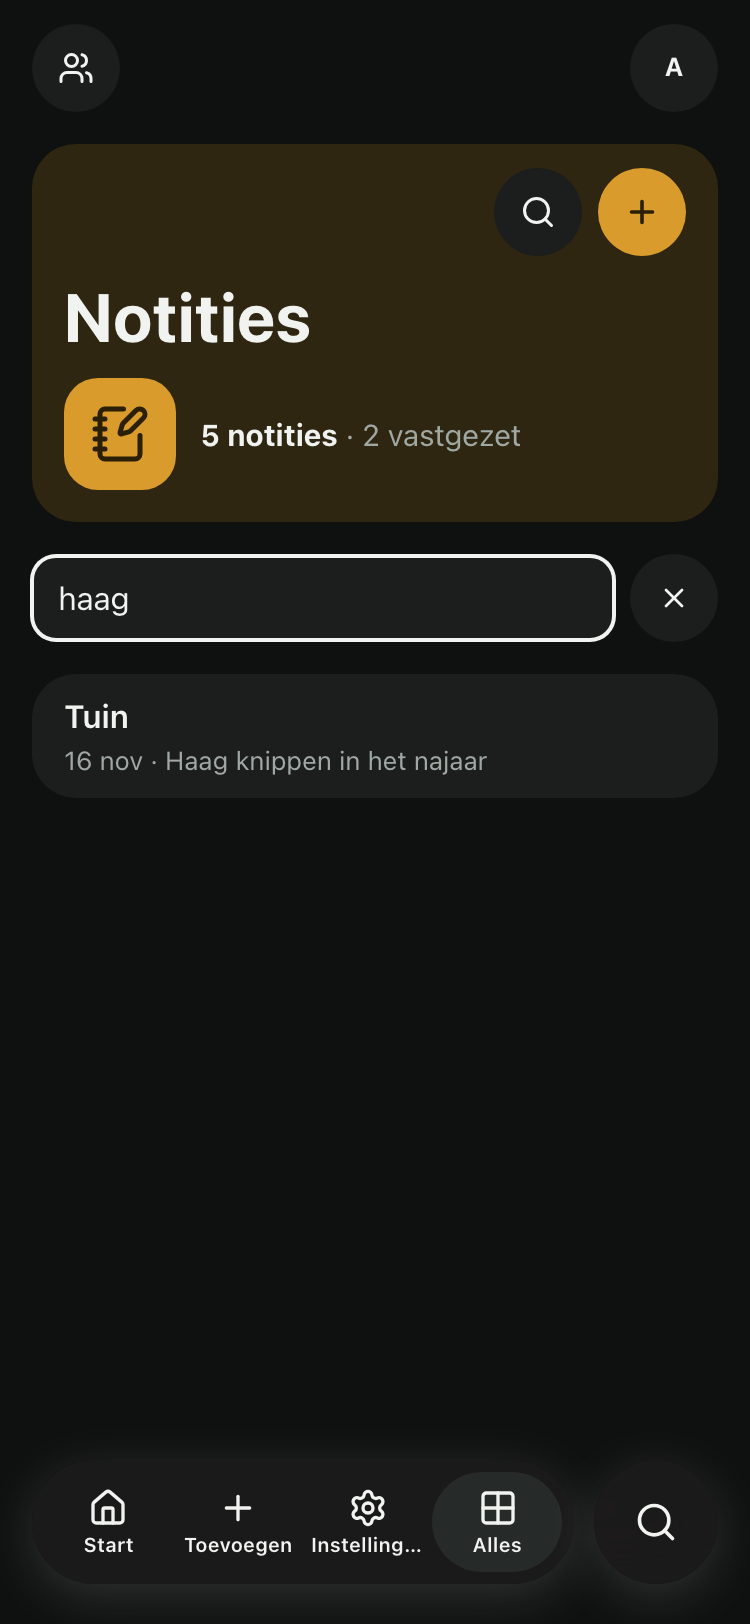 A
Notities
5 notities · 2 vastgezet
haag
Tuin
16 nov · Haag knippen in het najaar
Start
Toevoegen
Instelling...
Alles